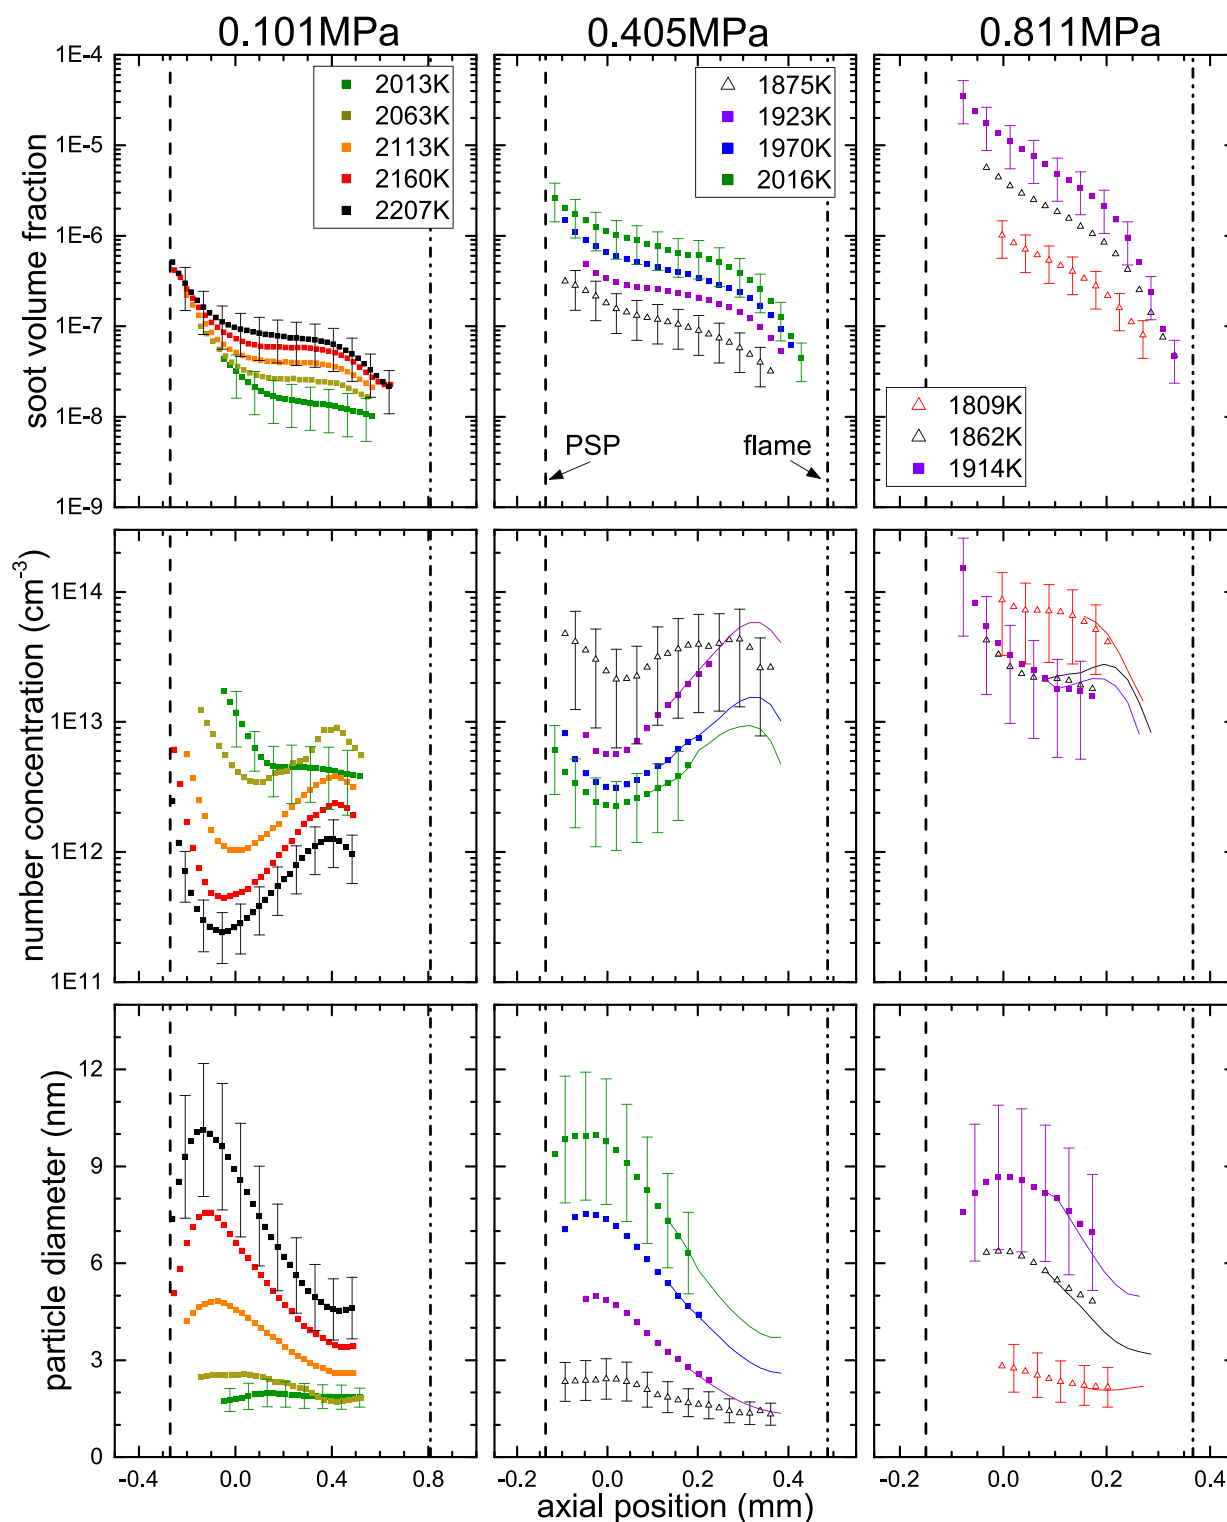 0.101MPa 0.405MPa 0.811MPa
soot volume fraction
1E-4
1E-5
1E-6
1E-7
1E-8
1E-9
2013K
2063K
2113K
2160K
2207K
1875K
1923K
1970K
2016K
PSP flame
1809K
1862K
1914K
number concentration (cm⁻³)
1E14
1E13
1E12
1E11
particle diameter (nm)
12
9
6
3
0
-0.4 0.0 0.4 0.8 -0.2 0.0 0.2 0.4 -0.2 0.0 0.2 0.4
axial position (mm)